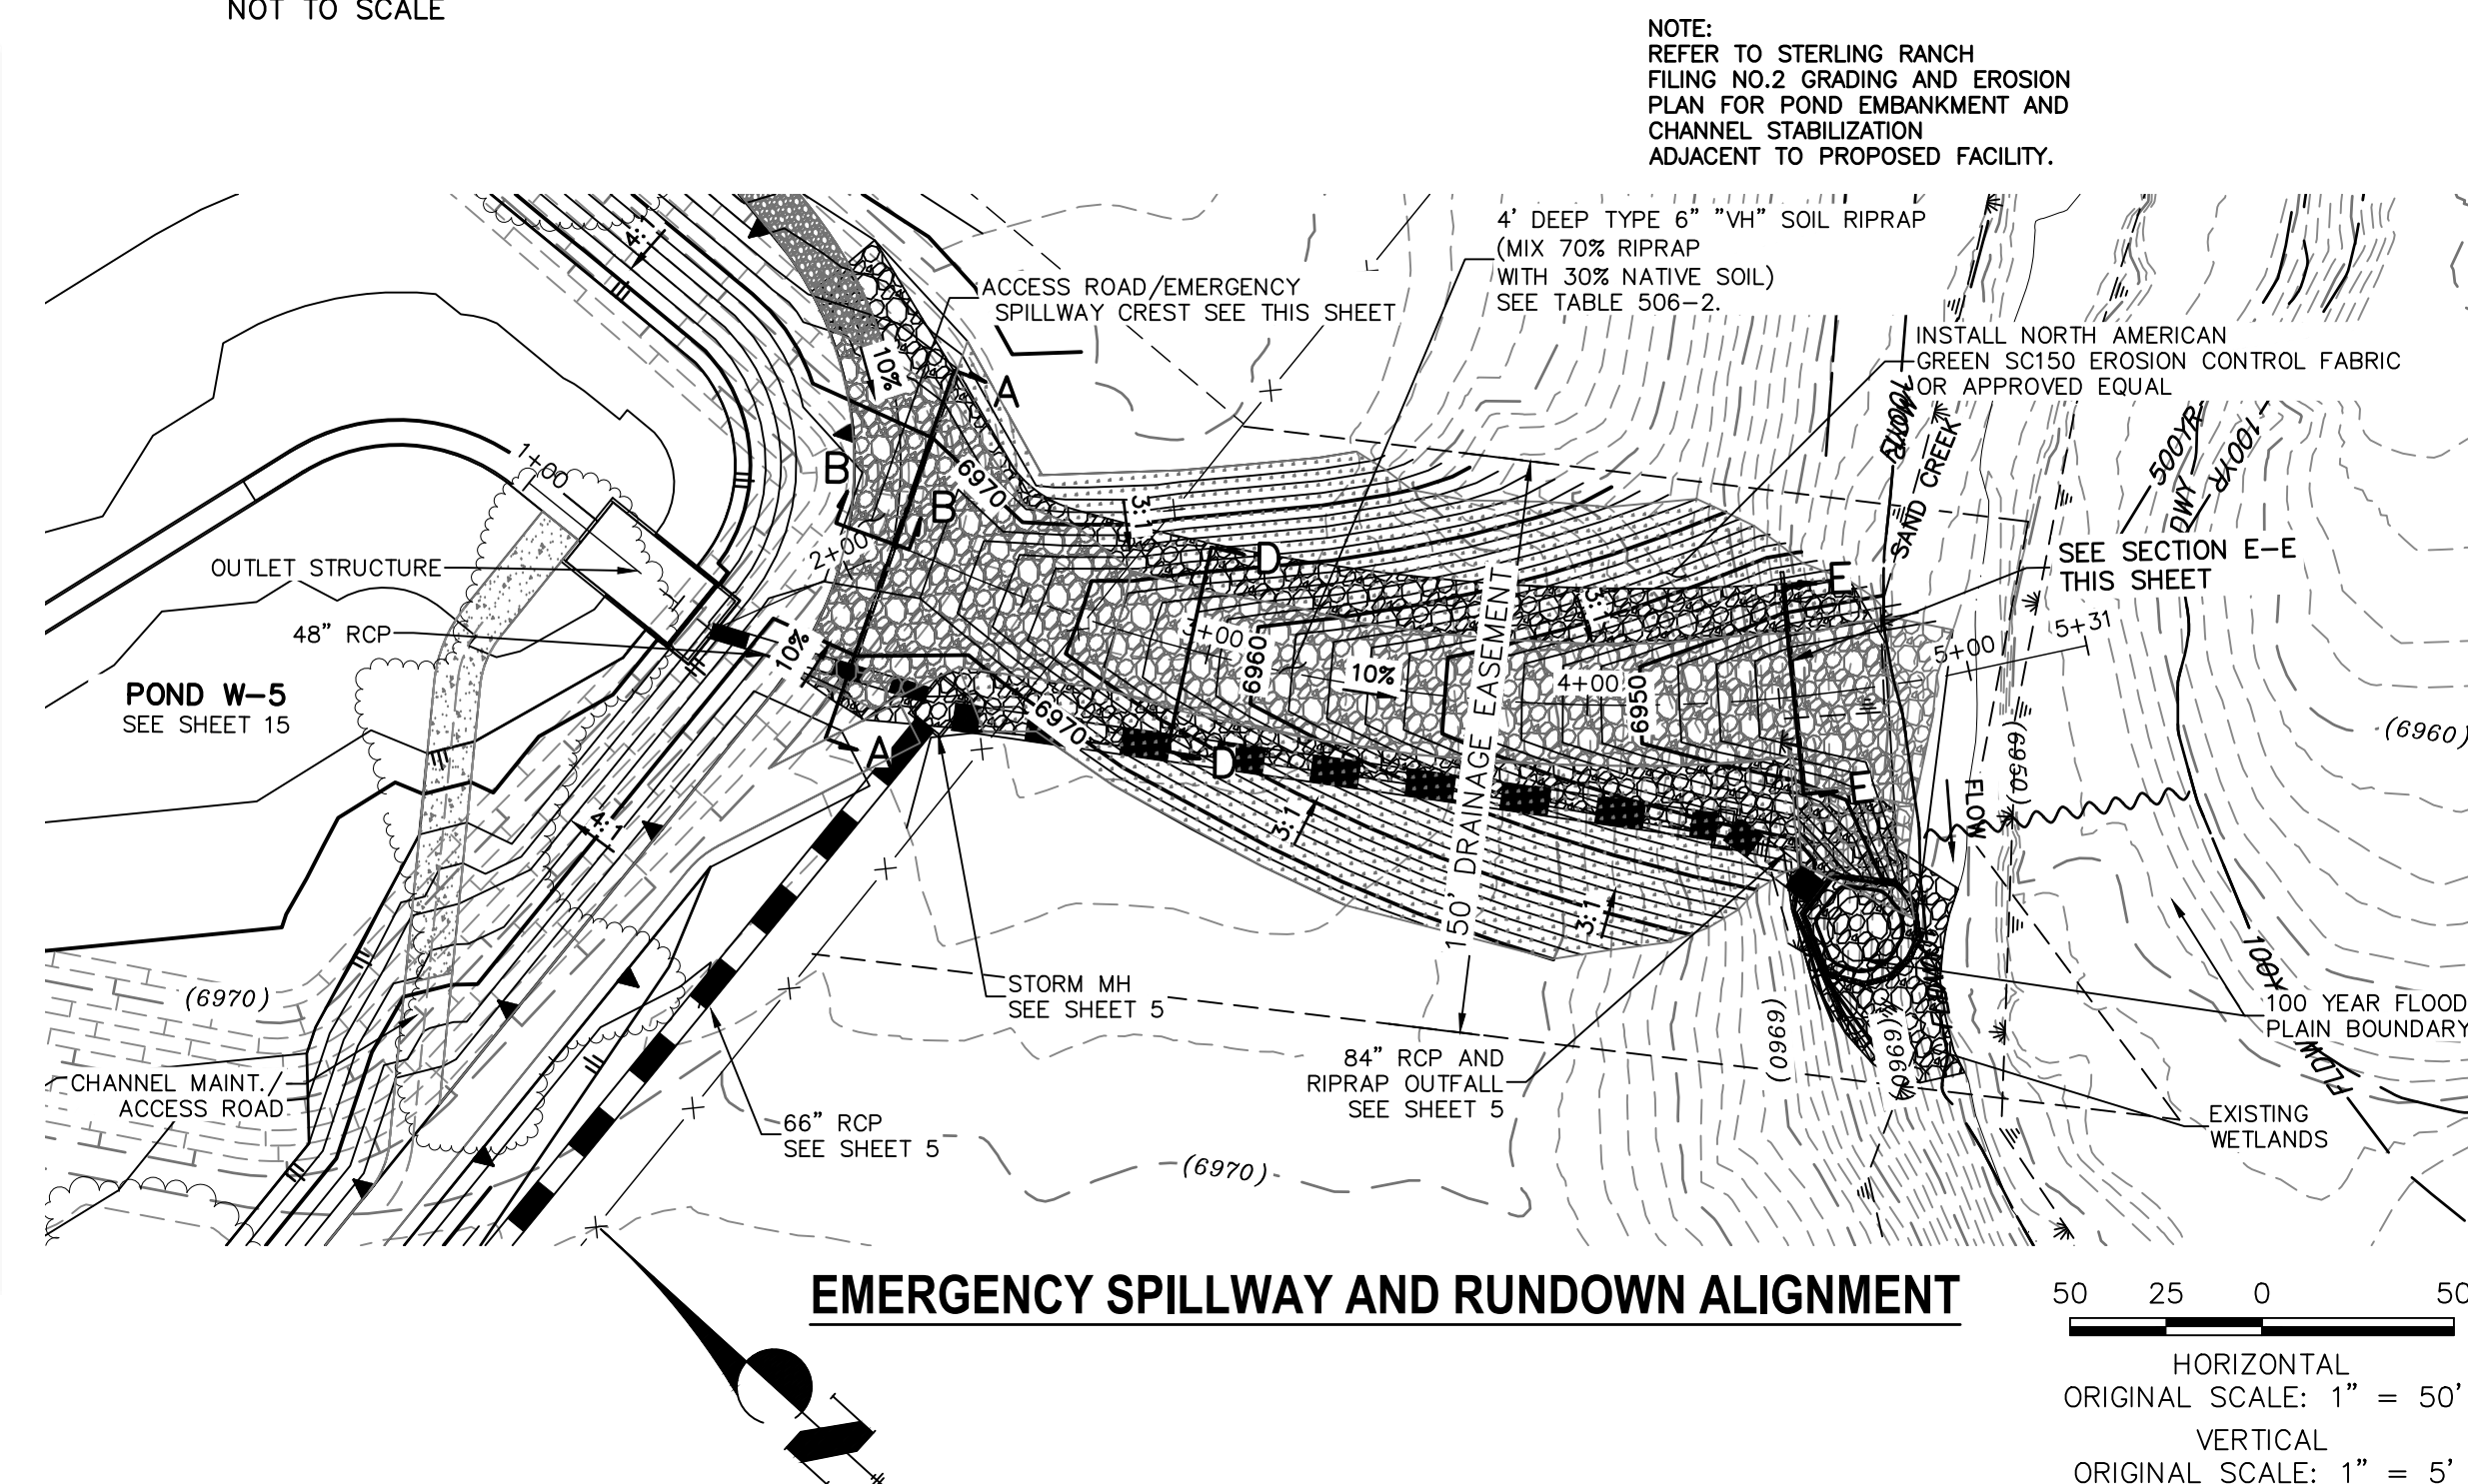 NOT TO SCALE
NOTE:
REFER TO STERLING RANCH
FILING NO.2 GRADING AND EROSION
PLAN FOR POND EMBANKMENT AND
CHANNEL STABILIZATION
ADJACENT TO PROPOSED FACILITY.
4' DEEP TYPE 6" "VH" SOIL RIPRAP
(MIX 70% RIPRAP
WITH 30% NATIVE SOIL)
SEE TABLE 506-2.
4:1
ACCESS ROAD/EMERGENCY
SPILLWAY CREST SEE THIS SHEET
INSTALL NORTH AMERICAN
GREEN SC150 EROSION CONTROL FABRIC
OR APPROVED EQUAL
10%
A
100YR
SAND CREEK
500YR
100YR
FLDWY
1+00
B
B
6970
3:1
2+00
D
E
SEE SECTION E-E
THIS SHEET
OUTLET STRUCTURE
48" RCP
10%
3+00
6960
10%
3:1
4+00
6950
5+00
5+31
POND W-5
SEE SHEET 15
6970
A
D
E
150' DRAINAGE EASEMENT
(6960)
(6950)
FLOW
4:1
3:1
3:1
(6970)
STORM MH
SEE SHEET 5
100YR
100 YEAR FLOOD
PLAIN BOUNDARY
(6960)
(6960)
84" RCP AND
RIPRAP OUTFALL
SEE SHEET 5
CHANNEL MAINT./
ACCESS ROAD
66" RCP
SEE SHEET 5
FLDWY
EXISTING
WETLANDS
(6970)
EMERGENCY SPILLWAY AND RUNDOWN ALIGNMENT
50 25 0 50
HORIZONTAL
ORIGINAL SCALE: 1" = 50'
VERTICAL
ORIGINAL SCALE: 1" = 5'